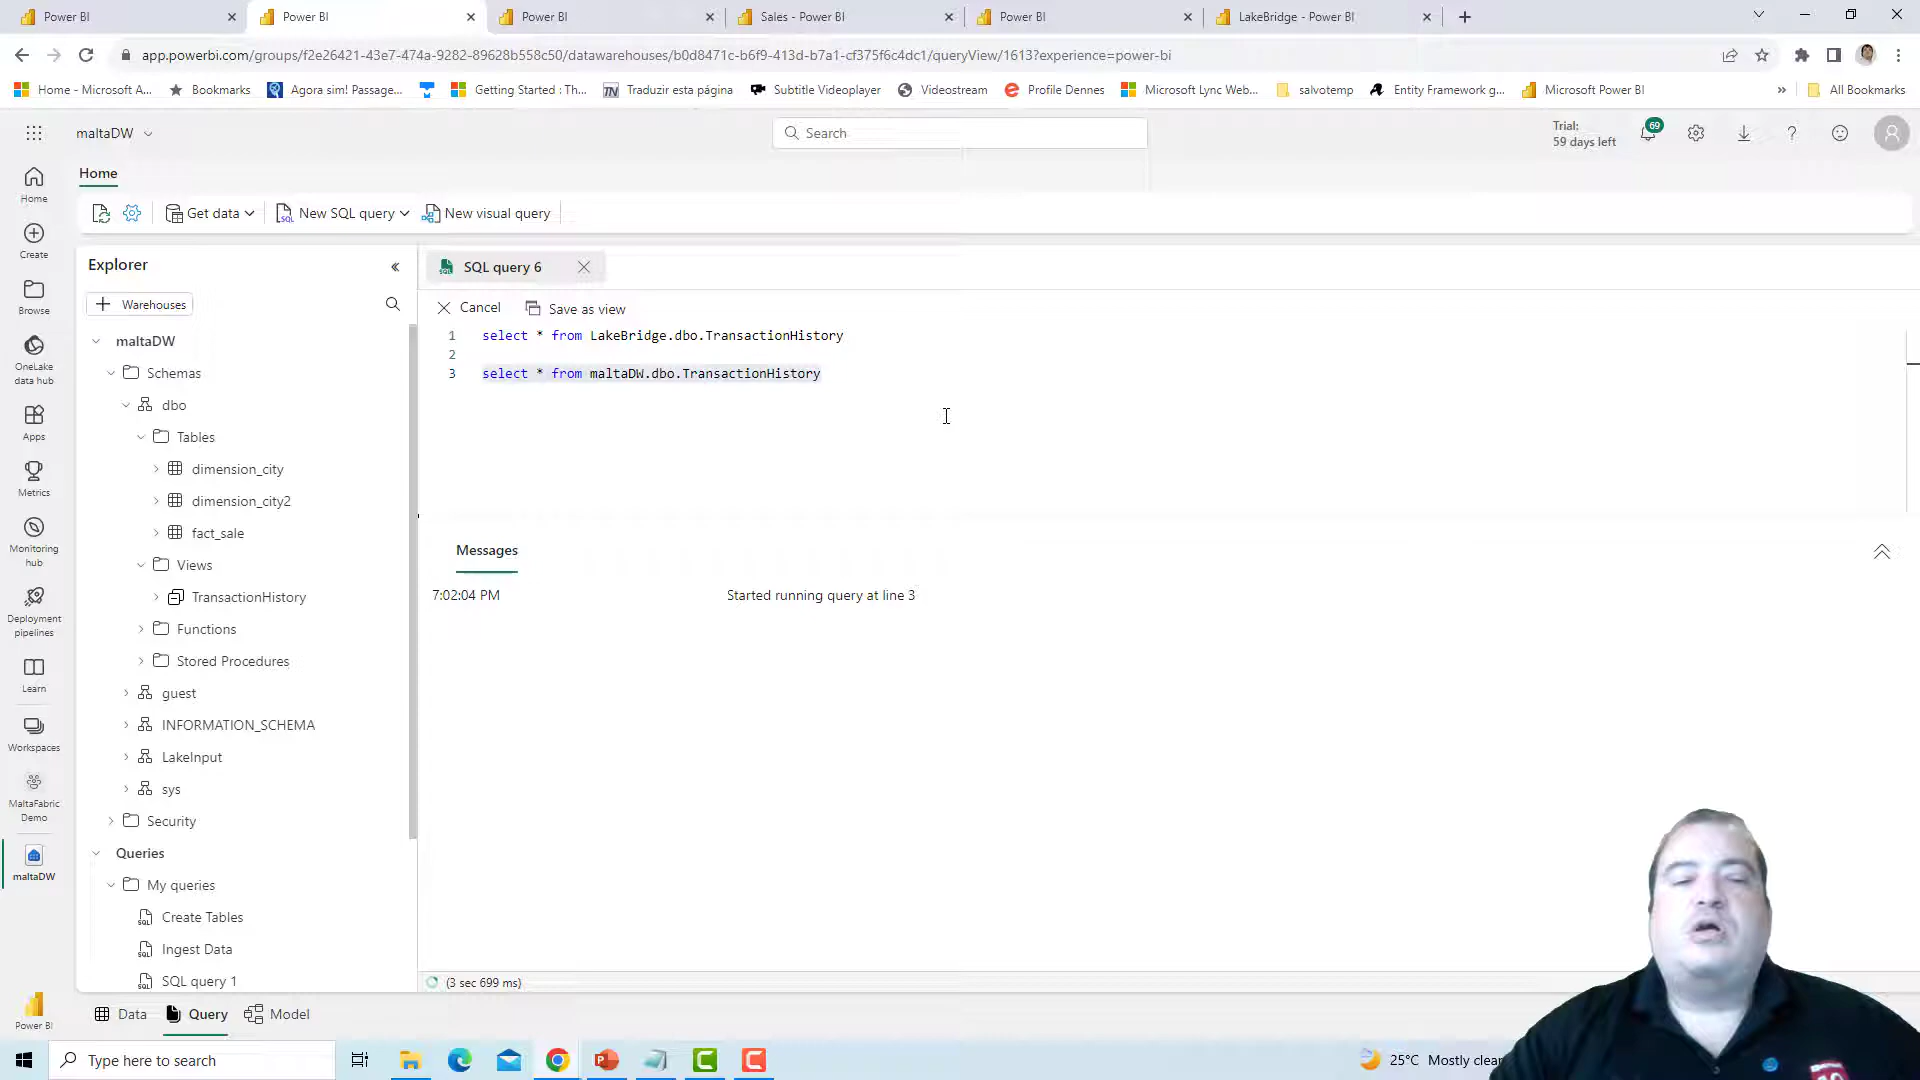 Power BI
Power BI
Power BI
Sales - Power BI
Power BI
LakeBridge - Power BI
app.powerbi.com/groups/f2e26421-43e7-474a-9282-89628b558c50/datawarehouses/b0d8471c-b6f9-413d-b7a1-cf375f6c4dc1/queryView/1613?experience=power-bi
Home - Microsoft A...
Bookmarks
Agora sim! Passage...
Getting Started : Th...
Traduzir esta página
Subtitle Videoplayer
Videostream
Profile Dennes
Microsoft Lync Web...
salvotemp
Entity Framework g...
Microsoft Power BI
»
All Bookmarks
maltaDW
Search
Trial:
59 days left
69
Home
Get data
New SQL query
New visual query
Home
Create
Browse
OneLake
data hub
Apps
Metrics
Monitoring
hub
Deployment
pipelines
Learn
Workspaces
MaltaFabric
Demo
maltaDW
Power BI
Explorer
Warehouses
maltaDW
Schemas
dbo
Tables
dimension_city
dimension_city2
fact_sale
Views
TransactionHistory
Functions
Stored Procedures
guest
INFORMATION_SCHEMA
LakeInput
sys
Security
Queries
My queries
Create Tables
Ingest Data
SQL query 1
SQL query 6
Cancel
Save as view
1 select * from LakeBridge.dbo.TransactionHistory
2
3 select * from maltaDW.dbo.TransactionHistory
Messages
7:02:04 PM Started running query at line 3
(3 sec 699 ms)
Data
Query
Model
Type here to search
25°C Mostly clear